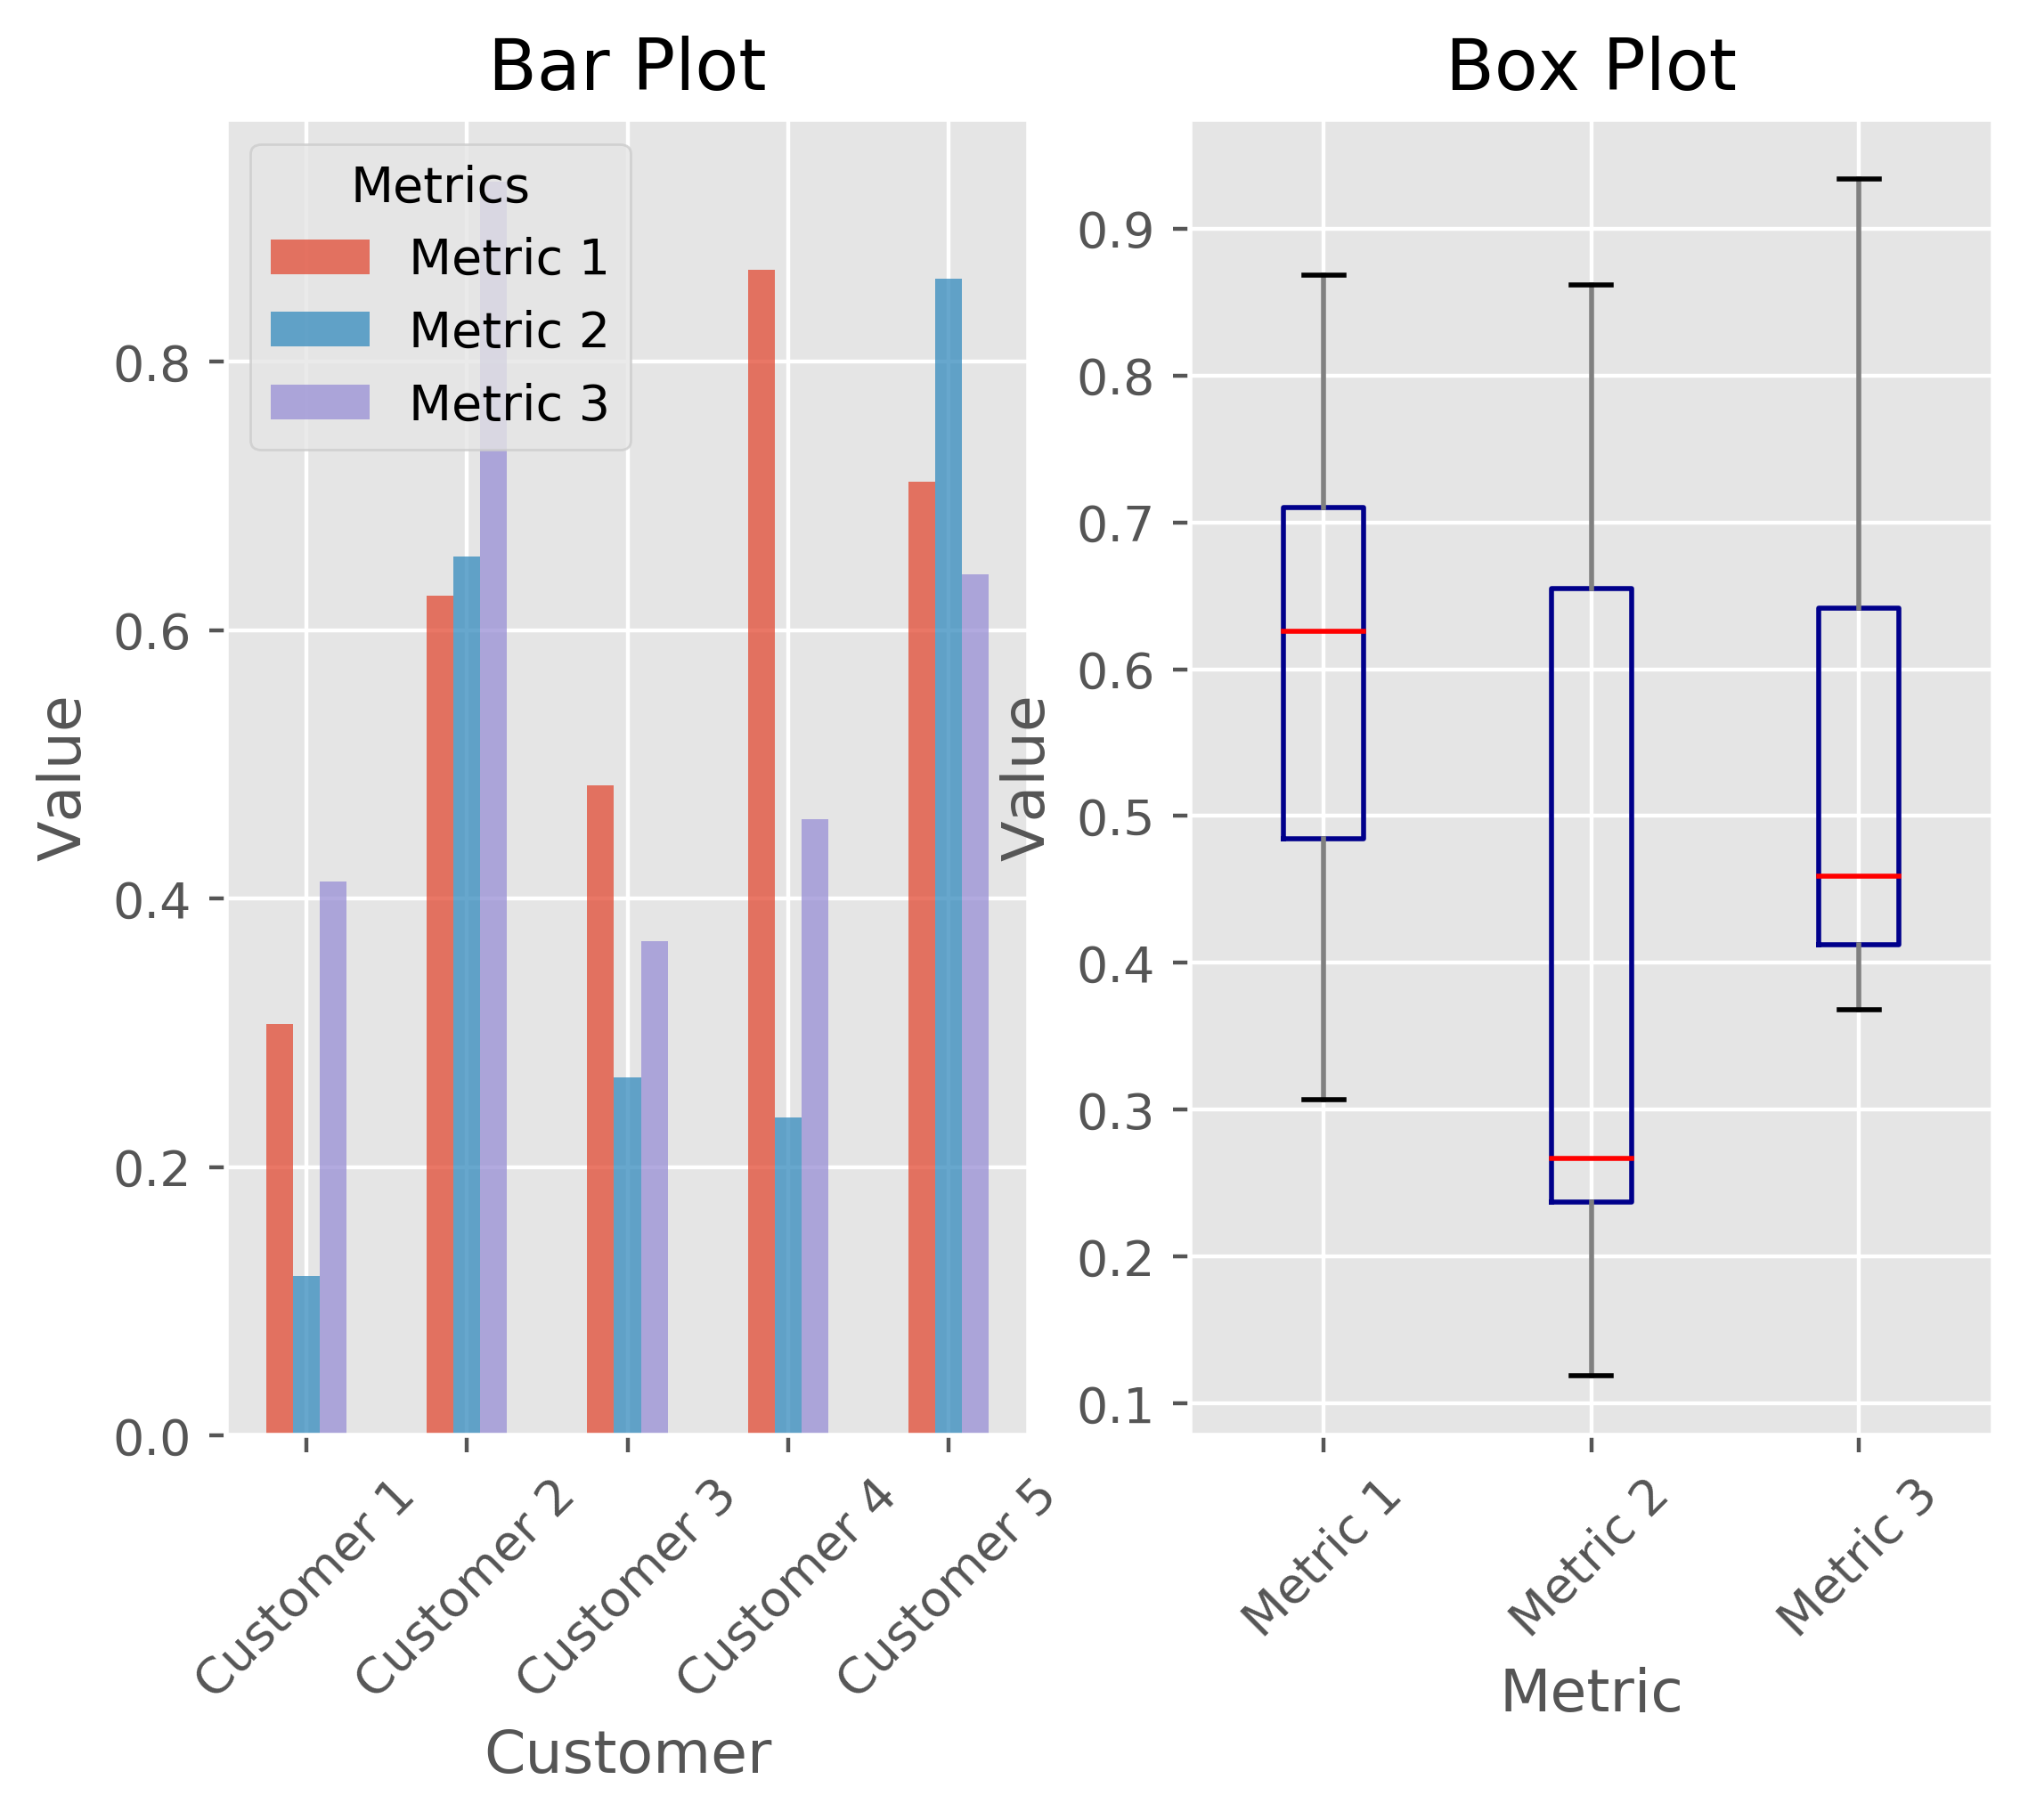 Bar Plot
Metrics
Metric 1
Metric 2
Metric 3
Value
0.8
0.6
0.4
0.2
0.0
Customer 1
Customer 2
Customer 3
Customer 4
Customer 5
Customer
Box Plot
Value
0.9
0.8
0.7
0.6
0.5
0.4
0.3
0.2
0.1
Metric 1
Metric 2
Metric 3
Metric